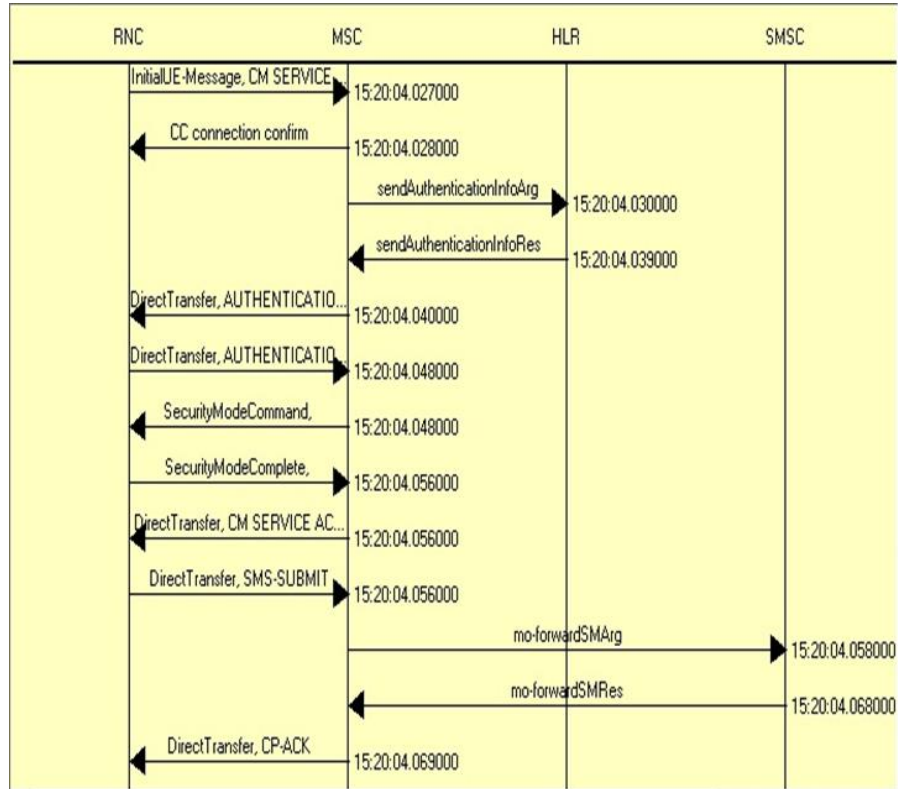 RNC MSC HLR SMSC
InitialUE-Message, CM SERVICE...
15:20:04.027000
CC connection confirm
15:20:04.028000
sendAuthenticationInfoArg
15:20:04.030000
sendAuthenticationInfoRes
15:20:04.039000
DirectTransfer, AUTHENTICATIO...
15:20:04.040000
DirectTransfer, AUTHENTICATIO...
15:20:04.048000
SecurityModeCommand,
15:20:04.048000
SecurityModeComplete,
15:20:04.056000
DirectTransfer, CM SERVICE AC...
15:20:04.056000
DirectTransfer, SMS-SUBMIT
15:20:04.056000
mo-forwardSMArg
15:20:04.058000
mo-forwardSMRes
15:20:04.068000
DirectTransfer, CP-ACK
15:20:04.069000